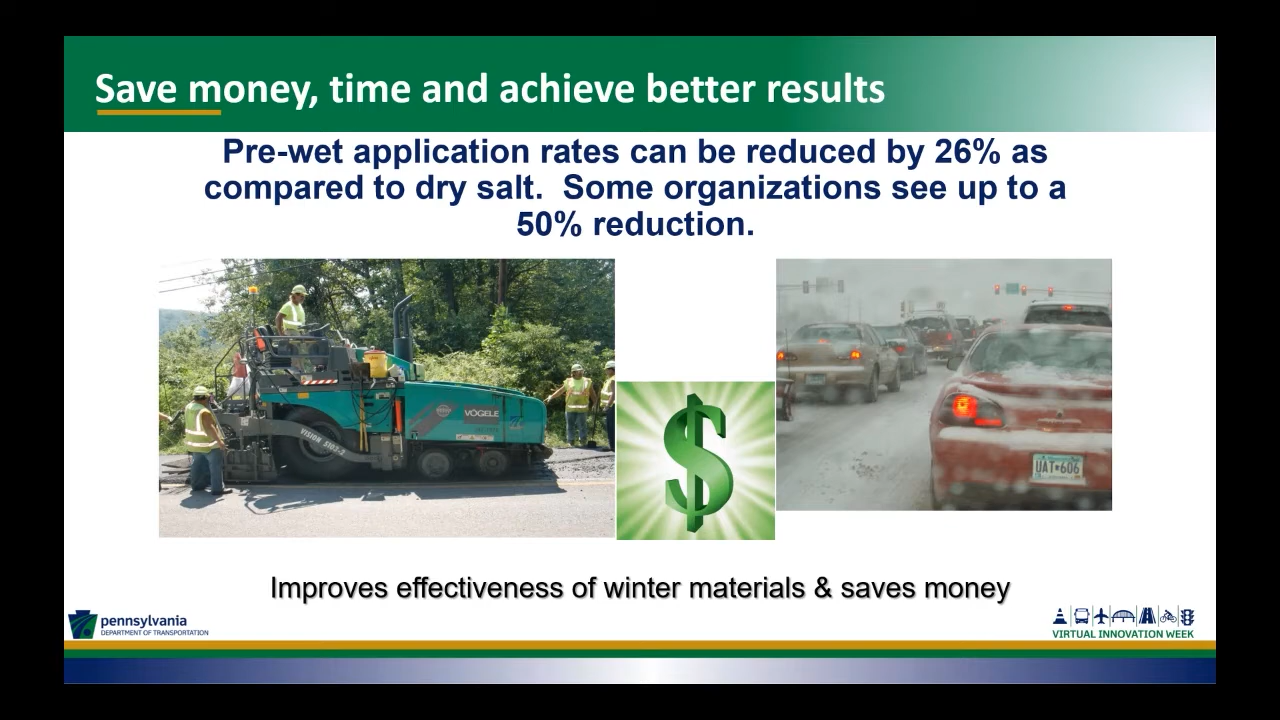 Save money, time and achieve better results
Pre-wet application rates can be reduced by 26% as
compared to dry salt.  Some organizations see up to a
50% reduction.
VÖGELE
VISION 5103-2
$
UAT*606
Improves effectiveness of winter materials & saves money
pennsylvania
DEPARTMENT OF TRANSPORTATION
VIRTUAL INNOVATION WEEK